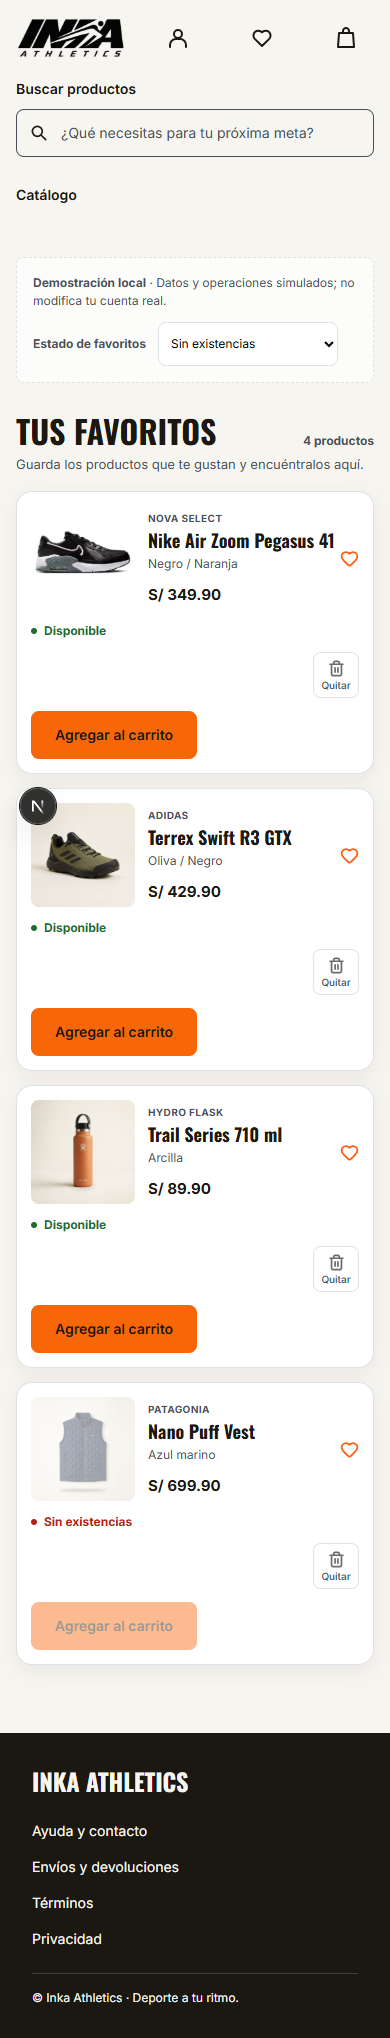 INKA
ATHLETICS
Buscar productos
¿Qué necesitas para tu próxima meta?
Catálogo
Demostración local · Datos y operaciones simulados; no
modifica tu cuenta real.
Estado de favoritos
Sin existencias
TUS FAVORITOS
4 productos
Guarda los productos que te gustan y encuéntralos aquí.
NOVA SELECT
Nike Air Zoom Pegasus 41
Negro / Naranja
S/ 349.90
Disponible
Quitar
Agregar al carrito
N
ADIDAS
Terrex Swift R3 GTX
Oliva / Negro
S/ 429.90
Disponible
Quitar
Agregar al carrito
HYDRO FLASK
Trail Series 710 ml
Arcilla
S/ 89.90
Disponible
Quitar
Agregar al carrito
PATAGONIA
Nano Puff Vest
Azul marino
S/ 699.90
Sin existencias
Quitar
Agregar al carrito
INKA ATHLETICS
Ayuda y contacto
Envíos y devoluciones
Términos
Privacidad
© Inka Athletics · Deporte a tu ritmo.